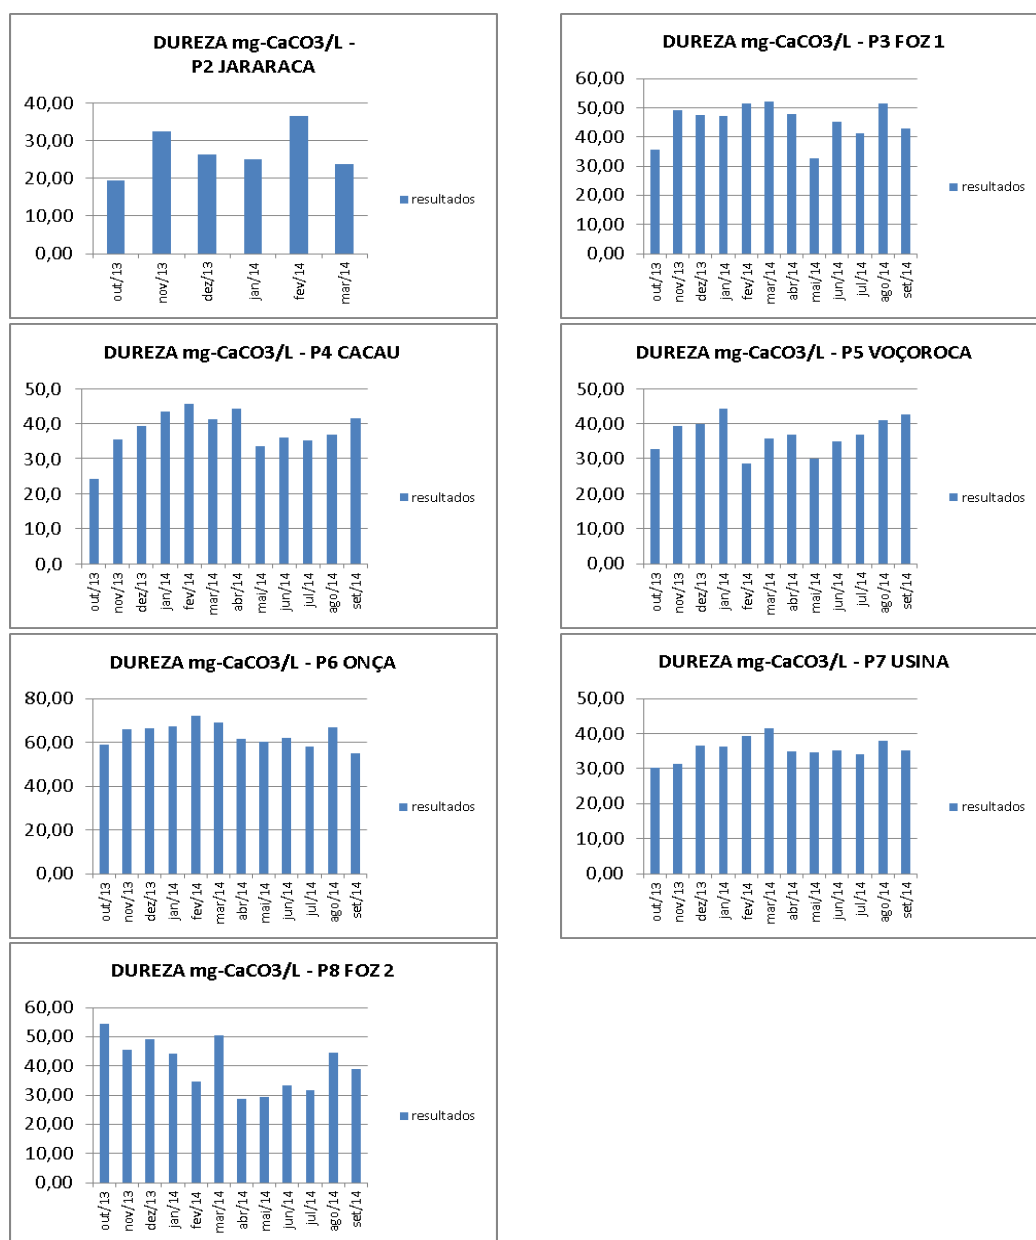 DUREZA mg-CaCO3/L -
P2 JARARACA
40,00
30,00
20,00
10,00
0,00
out/13
nov/13
dez/13
jan/14
fev/14
mar/14
resultados
DUREZA mg-CaCO3/L - P3 FOZ 1
60,00
50,00
40,00
30,00
20,00
10,00
0,00
out/13
nov/13
dez/13
jan/14
fev/14
mar/14
abr/14
mai/14
jun/14
jul/14
ago/14
set/14
resultados
DUREZA mg-CaCO3/L - P4 CACAU
50,0
40,0
30,0
20,0
10,0
0,0
out/13
nov/13
dez/13
jan/14
fev/14
mar/14
abr/14
mai/14
jun/14
jul/14
ago/14
set/14
resultados
DUREZA mg-CaCO3/L - P5 VOÇOROCA
50,00
40,00
30,00
20,00
10,00
0,00
out/13
nov/13
dez/13
jan/14
fev/14
mar/14
abr/14
mai/14
jun/14
jul/14
ago/14
set/14
resultados
DUREZA mg-CaCO3/L - P6 ONÇA
80,00
60,00
40,00
20,00
0,00
out/13
nov/13
dez/13
jan/14
fev/14
mar/14
abr/14
mai/14
jun/14
jul/14
ago/14
set/14
resultados
DUREZA mg-CaCO3/L - P7 USINA
50,00
40,00
30,00
20,00
10,00
0,00
out/13
nov/13
dez/13
jan/14
fev/14
mar/14
abr/14
mai/14
jun/14
jul/14
ago/14
set/14
resultados
DUREZA mg-CaCO3/L - P8 FOZ 2
60,00
50,00
40,00
30,00
20,00
10,00
0,00
out/13
nov/13
dez/13
jan/14
fev/14
mar/14
abr/14
mai/14
jun/14
jul/14
ago/14
set/14
resultados